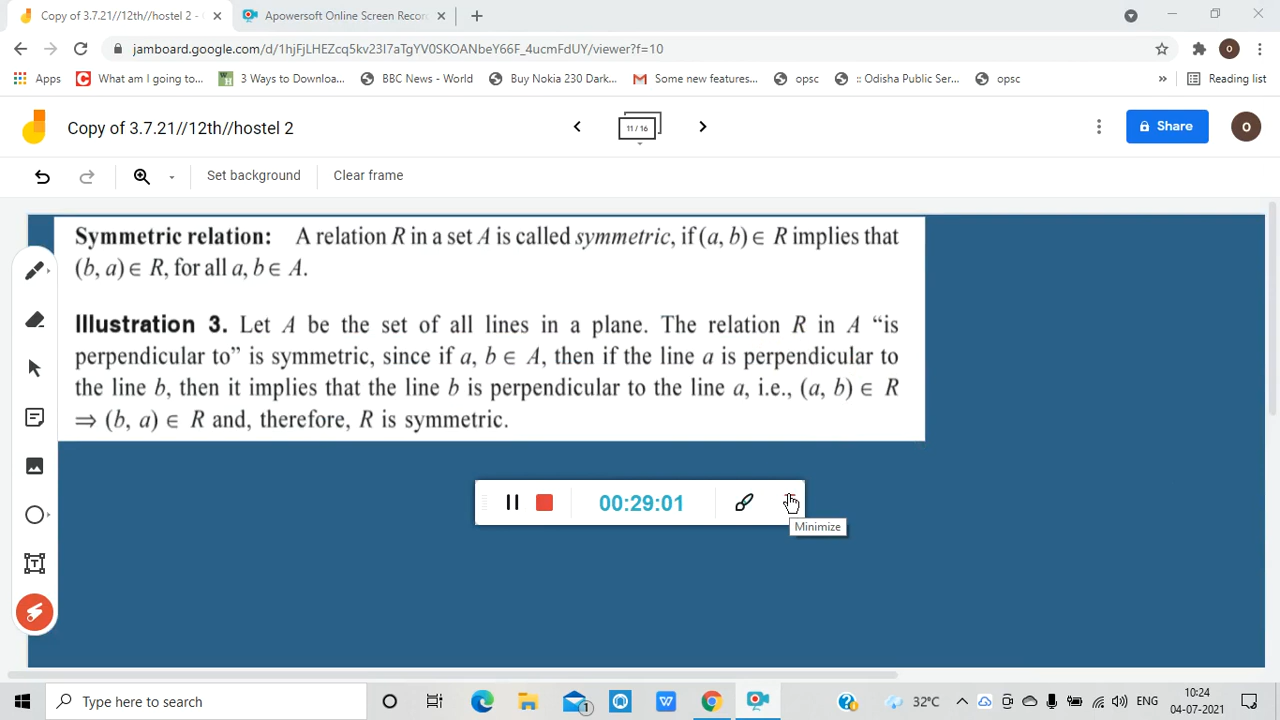 Copy of 3.7.21//12th//hostel 2 -
Apowersoft Online Screen Recor
jamboard.google.com/d/1hjFjLHEZcq5kv23I7aTgYV0SKOANbeY66F_4ucmFdUY/viewer?f=10
O
Apps
What am I going to...
3 Ways to Downloa...
BBC News - World
Buy Nokia 230 Dark...
Some new features...
opsc
:: Odisha Public Ser...
opsc
»
Reading list
Copy of 3.7.21//12th//hostel 2
11 / 16
Share
O
Set background
Clear frame
Symmetric relation: A relation R in a set A is called symmetric, if (a, b) ∈ R implies that
(b, a) ∈ R, for all a, b ∈ A.
Illustration 3. Let A be the set of all lines in a plane. The relation R in A “is
perpendicular to” is symmetric, since if a, b ∈ A, then if the line a is perpendicular to
the line b, then it implies that the line b is perpendicular to the line a, i.e., (a, b) ∈ R
⇒ (b, a) ∈ R and, therefore, R is symmetric.
00:29:01
Minimize
Type here to search
1
32°C
ENG
10:24
04-07-2021